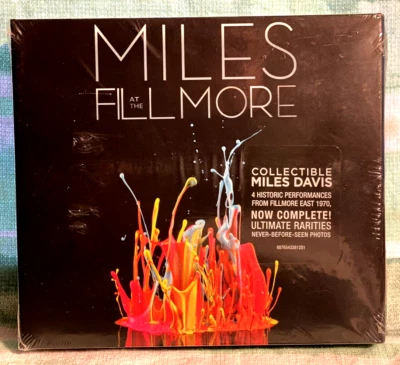 MILES
AT THE
FILLMORE
COLLECTIBLE
MILES DAVIS
4 HISTORIC PERFORMANCES
FROM FILLMORE EAST 1970,
NOW COMPLETE!
ULTIMATE RARITIES
NEVER-BEFORE-SEEN PHOTOS